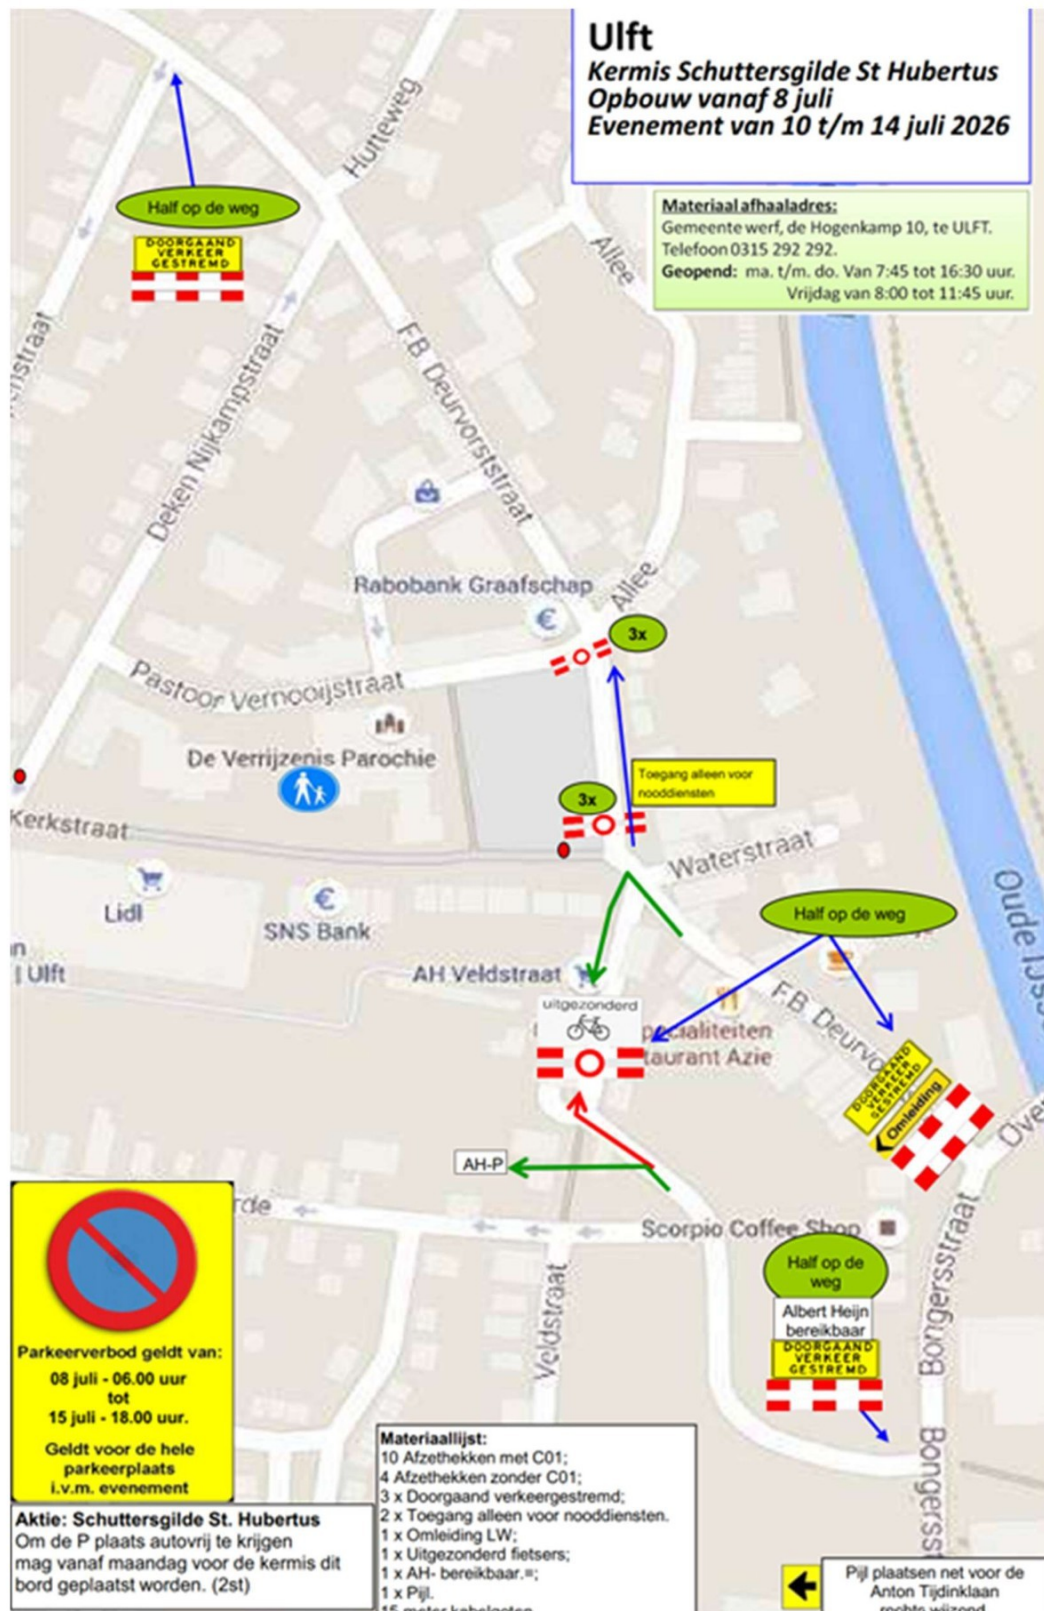 Ulft
Kermis Schuttersgilde St Hubertus
Opbouw vanaf 8 juli
Evenement van 10 t/m 14 juli 2026
Materiaal afhaaladres:
Gemeente werf, de Hogenkamp 10, te ULFT.
Telefoon 0315 292 292.
Geopend: ma. t/m. do. Van 7:45 tot 16:30 uur.
Vrijdag van 8:00 tot 11:45 uur.
Hutteweg
Half op de weg
DOORGAAND
VERKEER
GESTREMD
Allee
Deken Nijkampstraat
F.B. Deurvorststraat
Rabobank Graafschap
Allee
3x
Pastoor Vernooijstraat
De Verrijzenis Parochie
Toegang alleen voor
nooddiensten
3x
Kerkstraat
Waterstraat
Lidl
SNS Bank
Half op de weg
Ulft
AH Veldstraat
uitgezonderd
F.B. Deurvo
taurant Azie
DOORGAAND
VERKEER
GESTREMD
Omleiding
AH-P
Scorpio Coffee Shop
Half op de
weg
Albert Heijn
bereikbaar
DOORGAAND
VERKEER
GESTREMD
Veldstraat
Bongersstraat
Parkeerverbod geldt van:
08 juli - 06.00 uur
tot
15 juli - 18.00 uur.
Geldt voor de hele
parkeerplaats
i.v.m. evenement
Aktie: Schuttersgilde St. Hubertus
Om de P plaats autovrij te krijgen
mag vanaf maandag voor de kermis dit
bord geplaatst worden. (2st)
Materiaallijst:
10 Afzethekken met C01;
4 Afzethekken zonder C01;
3 x Doorgaand verkeergestremd;
2 x Toegang alleen voor nooddiensten.
1 x Omleiding LW;
1 x Uitgezonderd fietsers;
1 x AH- bereikbaar.=;
1 x Pijl.
Pijl plaatsen net voor de
Anton Tijdinklaan